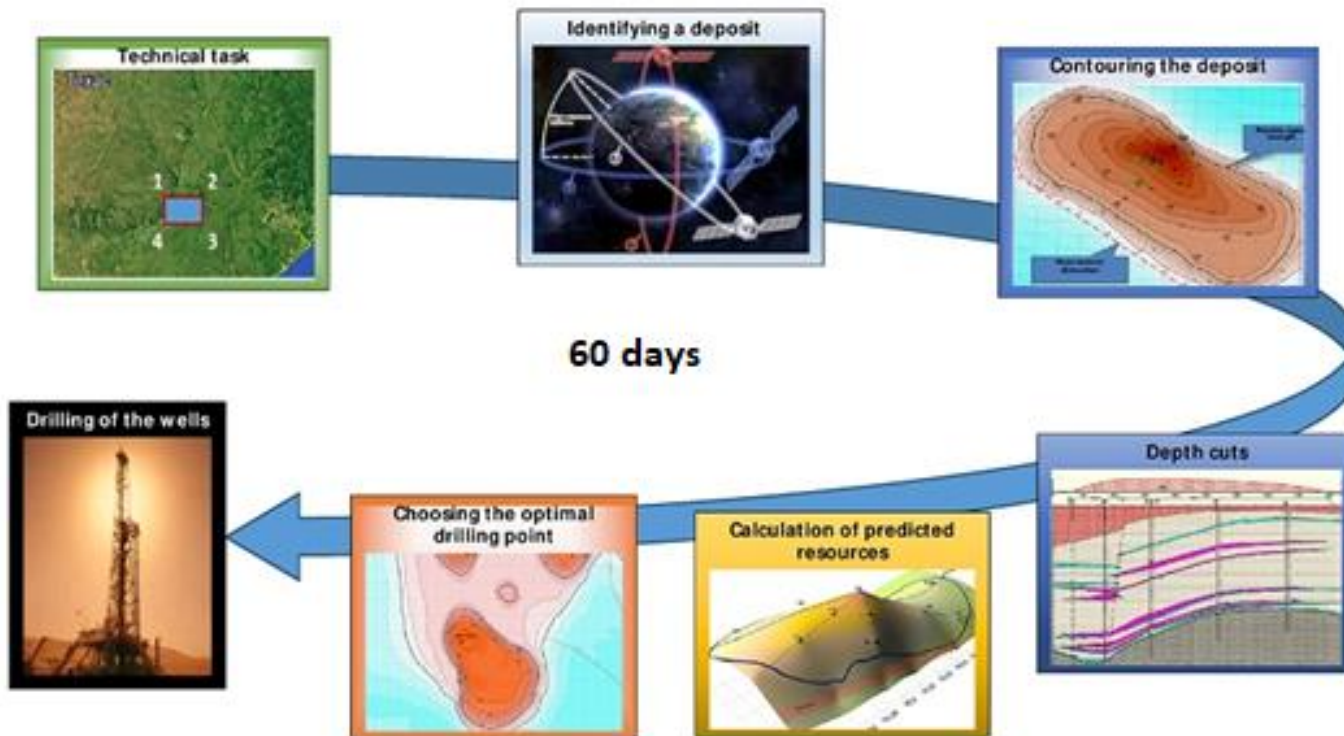 Technical task
1 2
4 3
Identifying a deposit
Contouring the deposit
60 days
Drilling of the wells
Choosing the optimal
drilling point
Calculation of predicted
resources
Depth cuts